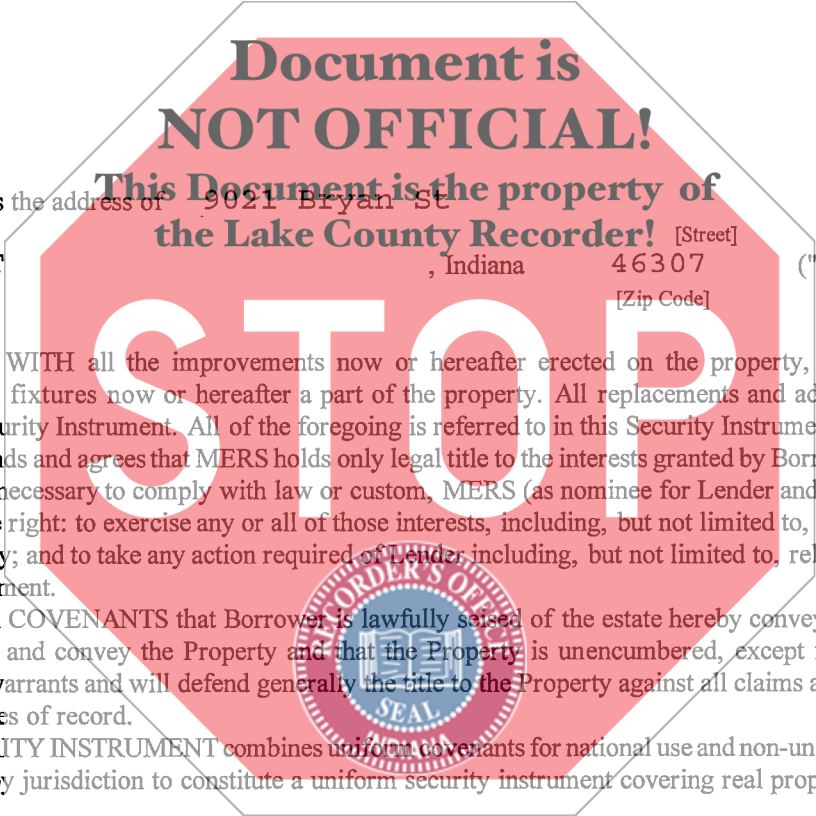 Document is
NOT OFFICIAL!
This Document is the property of
the address of 9021 Bryan St
the Lake County Recorder! [Street]
, Indiana 46307 ("
[Zip Code]
STOP
WITH all the improvements now or hereafter erected on the property,
fixtures now or hereafter a part of the property. All replacements and ad
urity Instrument. All of the foregoing is referred to in this Security Instrume
ds and agrees that MERS holds only legal title to the interests granted by Borr
necessary to comply with law or custom, MERS (as nominee for Lender and
right: to exercise any or all of those interests, including, but not limited to,
y; and to take any action required of Lender including, but not limited to, rel
ment.
COVENANTS that Borrower is lawfully seised of the estate hereby convey
and convey the Property and that the Property is unencumbered, except
arrants and will defend generally the title to the Property against all claims a
es of record.
ITY INSTRUMENT combines uniform covenants for national use and non-un
y jurisdiction to constitute a uniform security instrument covering real prop
RECORDER'S OFFICE
SEAL
INDIANA